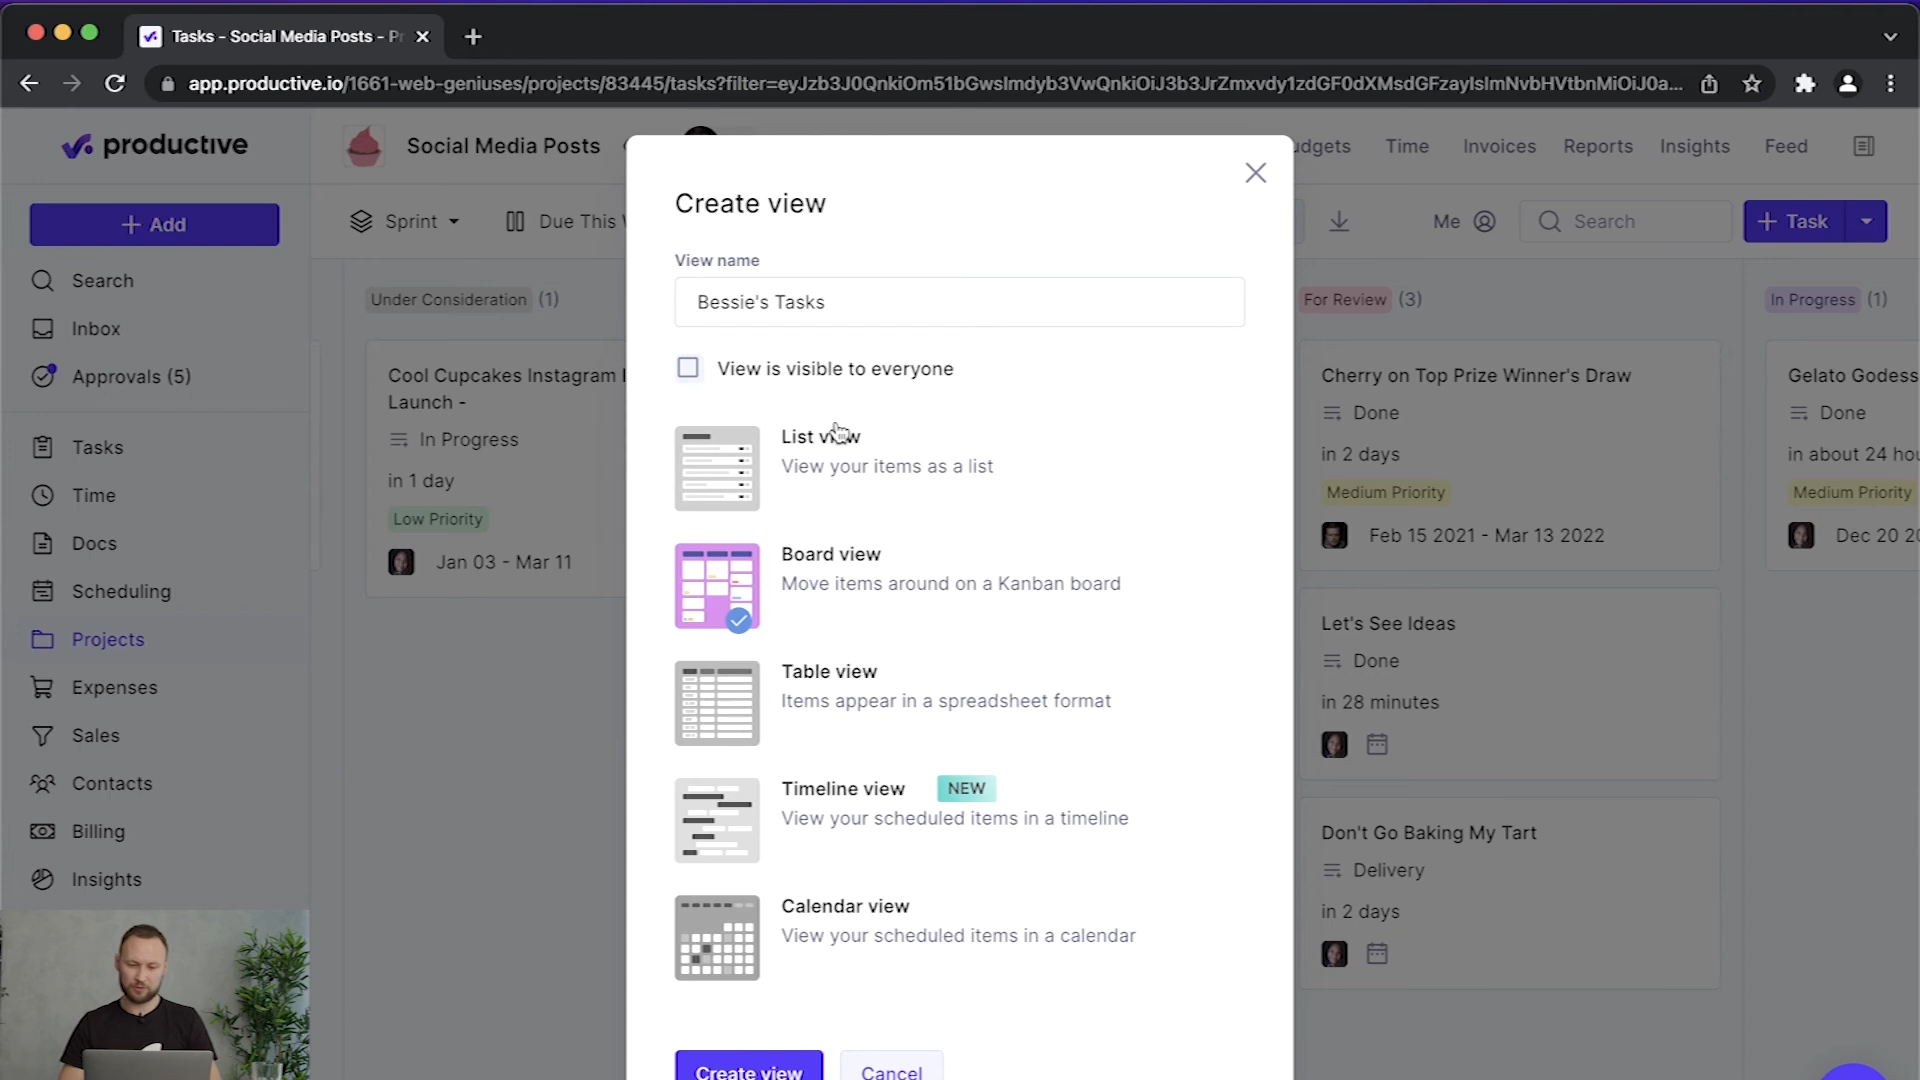 Tasks - Social Media Posts - Pr
app.productive.io/1661-web-geniuses/projects/83445/tasks?filter=eyJzb3J0QnkiOm51bGwsImdyb3VwQnkiOiJ3b3JrZmxvdy1zdGF0dXMsdGFzayIsImNvbHVtbnMiOiJ0a...
productive
Social Media Posts
udgets
Time
Invoices
Reports
Insights
Feed
Add
Sprint
Due This
Me
Search
Task
Search
Inbox
Approvals (5)
Tasks
Time
Docs
Scheduling
Projects
Expenses
Sales
Contacts
Billing
Insights
Under Consideration (1)
Cool Cupcakes Instagram
Launch -
In Progress
in 1 day
Low Priority
Jan 03 - Mar 11
Create view
View name
Bessie's Tasks
View is visible to everyone
List view
View your items as a list
Board view
Move items around on a Kanban board
Table view
Items appear in a spreadsheet format
Timeline view NEW
View your scheduled items in a timeline
Calendar view
View your scheduled items in a calendar
Create view
Cancel
For Review (3)
Cherry on Top Prize Winner's Draw
Done
in 2 days
Medium Priority
Feb 15 2021 - Mar 13 2022
Let's See Ideas
Done
in 28 minutes
Don't Go Baking My Tart
Delivery
in 2 days
In Progress (1)
Gelato Godess
Done
in about 24 hou
Medium Priority
Dec 20 20